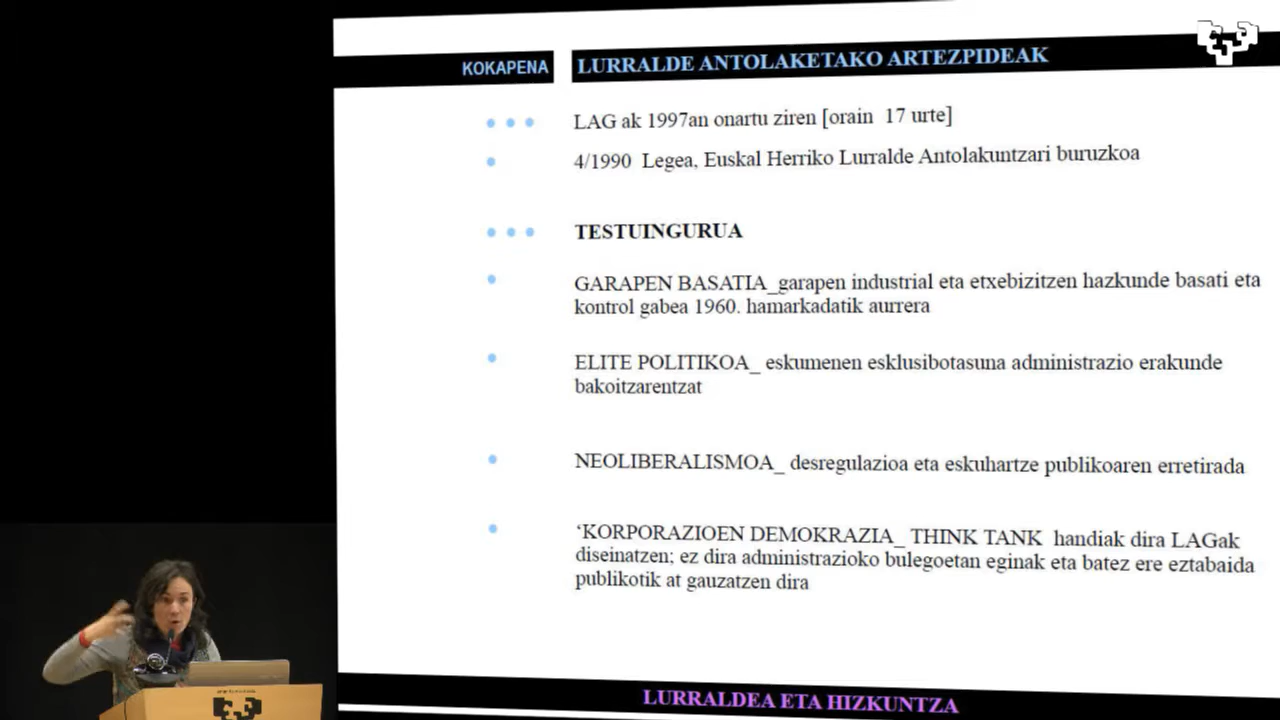 KOKAPENA
LURRALDE ANTOLAKETAKO ARTEZPIDEAK
LAG ak 1997an onartu ziren [orain 17 urte]
4/1990 Legea, Euskal Herriko Lurralde Antolakuntzari buruzkoa
TESTUINGURUA
GARAPEN BASATIA_garapen industrial eta etxebizitzen hazkunde basati eta
kontrol gabea 1960. hamarkadatik aurrera
ELITE POLITIKOA_ eskumenen esklusibotasuna administrazio erakunde
bakoitzarentzat
NEOLIBERALISMOA_ desregulazioa eta eskuhartze publikoaren erretirada
‘KORPORAZIOEN DEMOKRAZIA_ THINK TANK handiak dira LAGak
diseinatzen; ez dira administrazioko bulegoetan eginak eta batez ere eztabaida
publikotik at gauzatzen dira
LURRALDEA ETA HIZKUNTZA